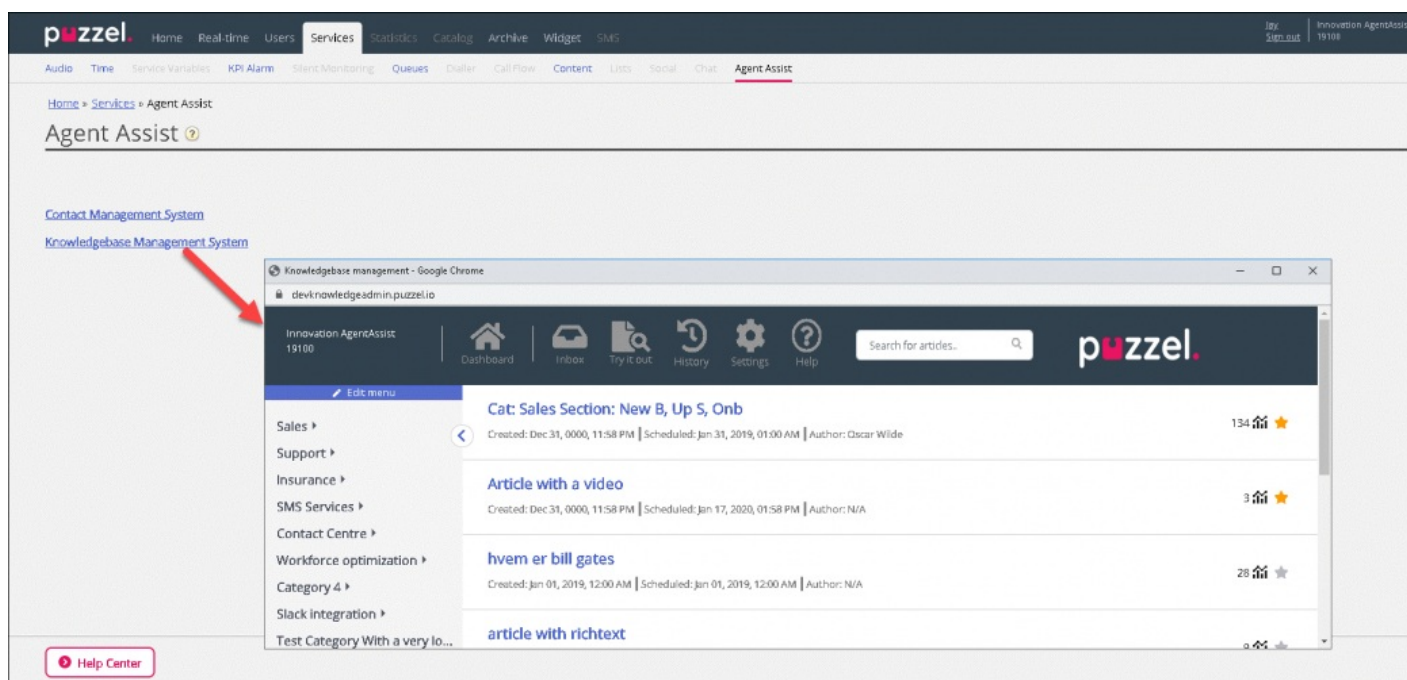 puzzel.
Home Real-time Users Services Statistics Catalog Archive Widget SMS
Jay
Sign out
Innovation AgentAssis
19100
Audio Time Service Variables KPI Alarm Silent Monitoring Queues Dialler Call Flow Content Lists Social Chat Agent Assist
Home » Services » Agent Assist
Agent Assist ?
Contact Management System
Knowledgebase Management System
Knowledgebase management - Google Chrome
devknowledgeadmin.puzzel.io
Innovation AgentAssist
19100
Dashboard Inbox Try it out History Settings Help
Search for articles..
puzzel.
Edit menu
Sales
Support
Insurance
SMS Services
Contact Centre
Workforce optimization
Category 4
Slack integration
Test Category With a very lo...
Cat: Sales Section: New B, Up S, Onb
Created: Dec 31, 0000, 11:58 PM | Scheduled: Jan 31, 2019, 01:00 AM | Author: Oscar Wilde
134
Article with a video
Created: Dec 31, 0000, 11:58 PM | Scheduled: Jan 17, 2020, 01:58 PM | Author: N/A
3
hvem er bill gates
Created: Jan 01, 2019, 12:00 AM | Scheduled: Jan 01, 2019, 12:00 AM | Author: N/A
28
article with richtext
Help Center